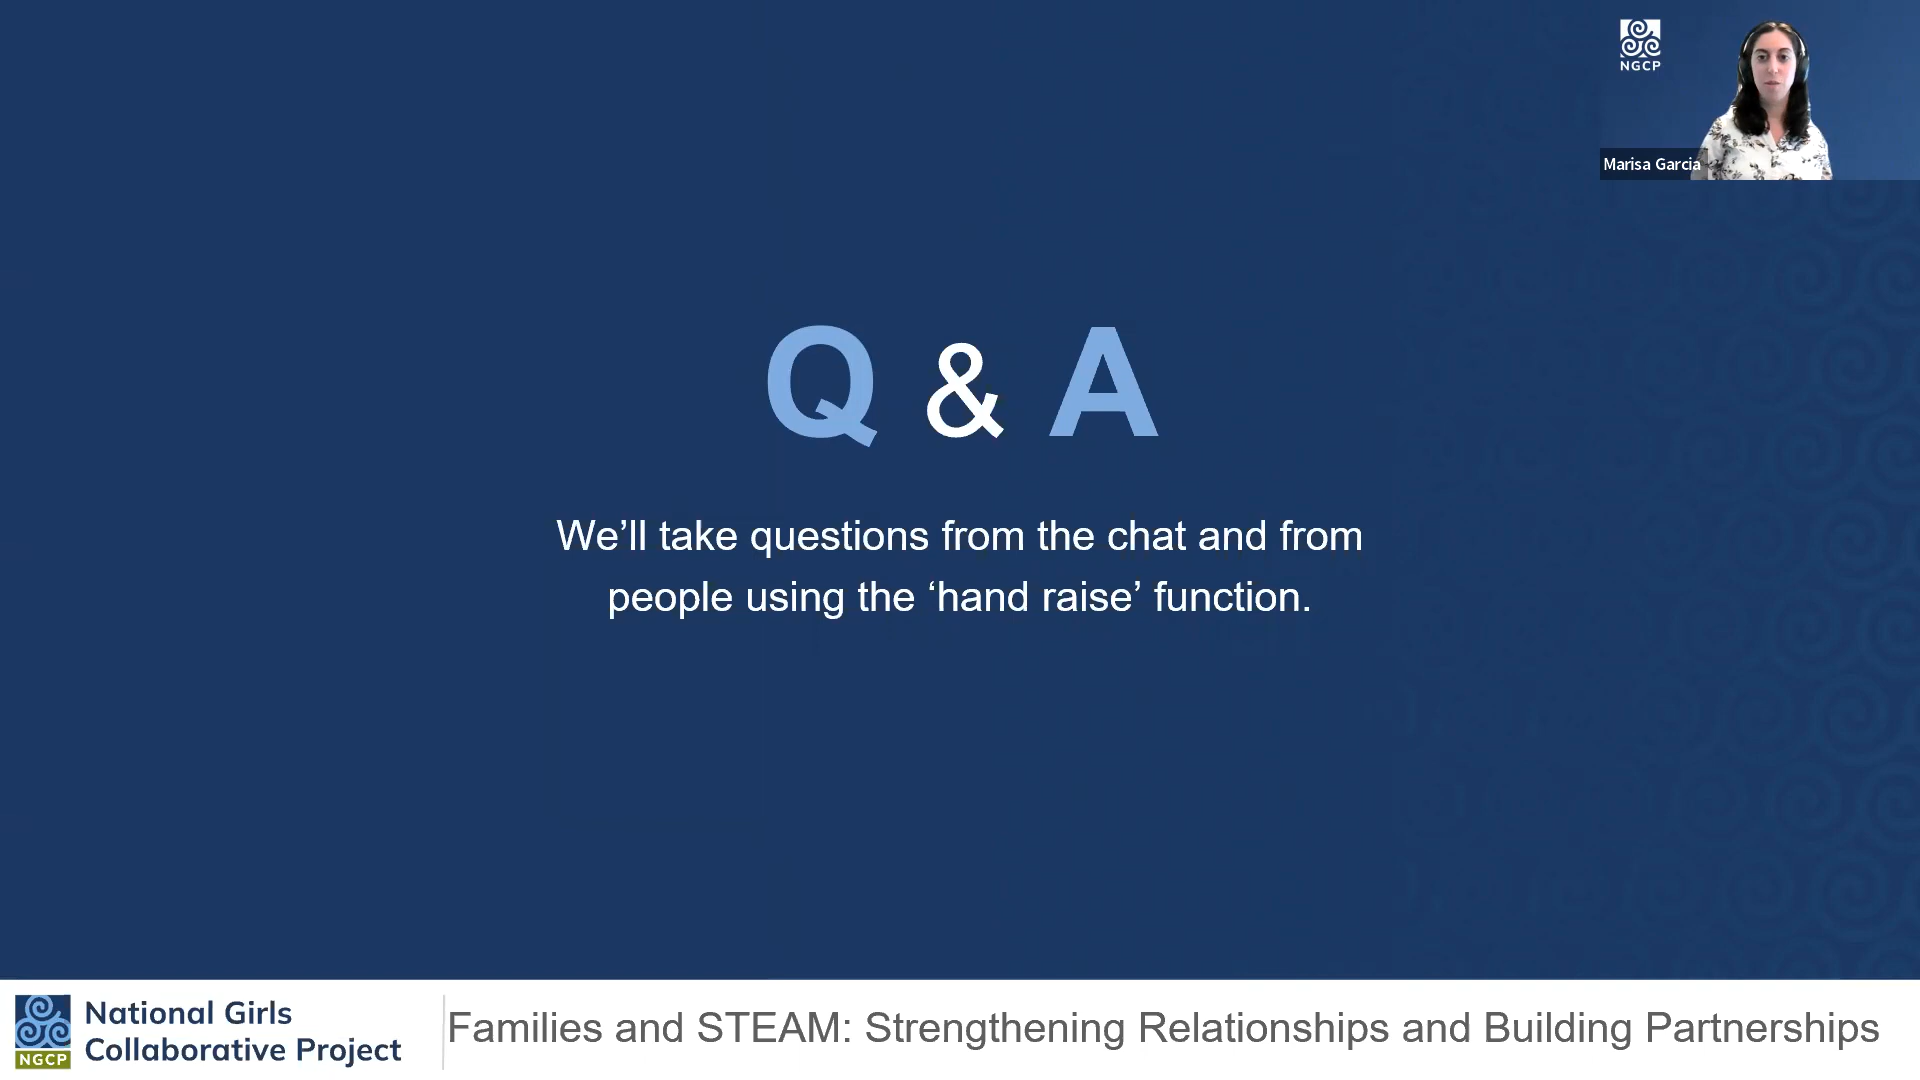 NGCP
Marisa Garcia
Q & A
We’ll take questions from the chat and from
people using the ‘hand raise’ function.
National Girls
Collaborative Project
NGCP
Families and STEAM: Strengthening Relationships and Building Partnerships